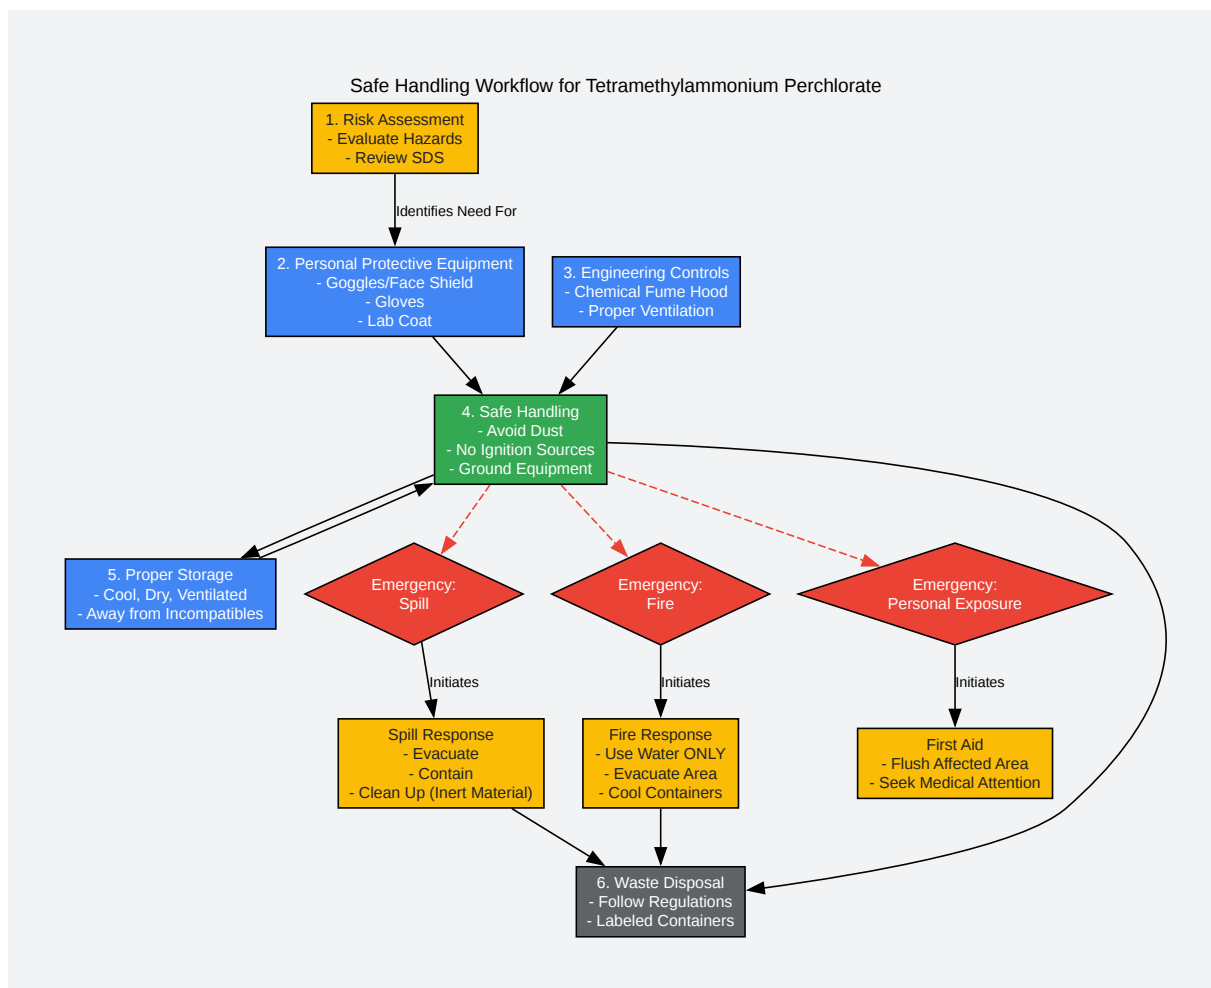 Safe Handling Workflow for Tetramethylammonium Perchlorate
1. Risk Assessment
- Evaluate Hazards
- Review SDS
Identifies Need For
2. Personal Protective Equipment
- Goggles/Face Shield
- Gloves
- Lab Coat
3. Engineering Controls
- Chemical Fume Hood
- Proper Ventilation
4. Safe Handling
- Avoid Dust
- No Ignition Sources
- Ground Equipment
5. Proper Storage
- Cool, Dry, Ventilated
- Away from Incompatibles
Emergency:
Spill
Emergency:
Fire
Emergency:
Personal Exposure
Initiates
Initiates
Initiates
Spill Response
- Evacuate
- Contain
- Clean Up (Inert Material)
Fire Response
- Use Water ONLY
- Evacuate Area
- Cool Containers
First Aid
- Flush Affected Area
- Seek Medical Attention
6. Waste Disposal
- Follow Regulations
- Labeled Containers